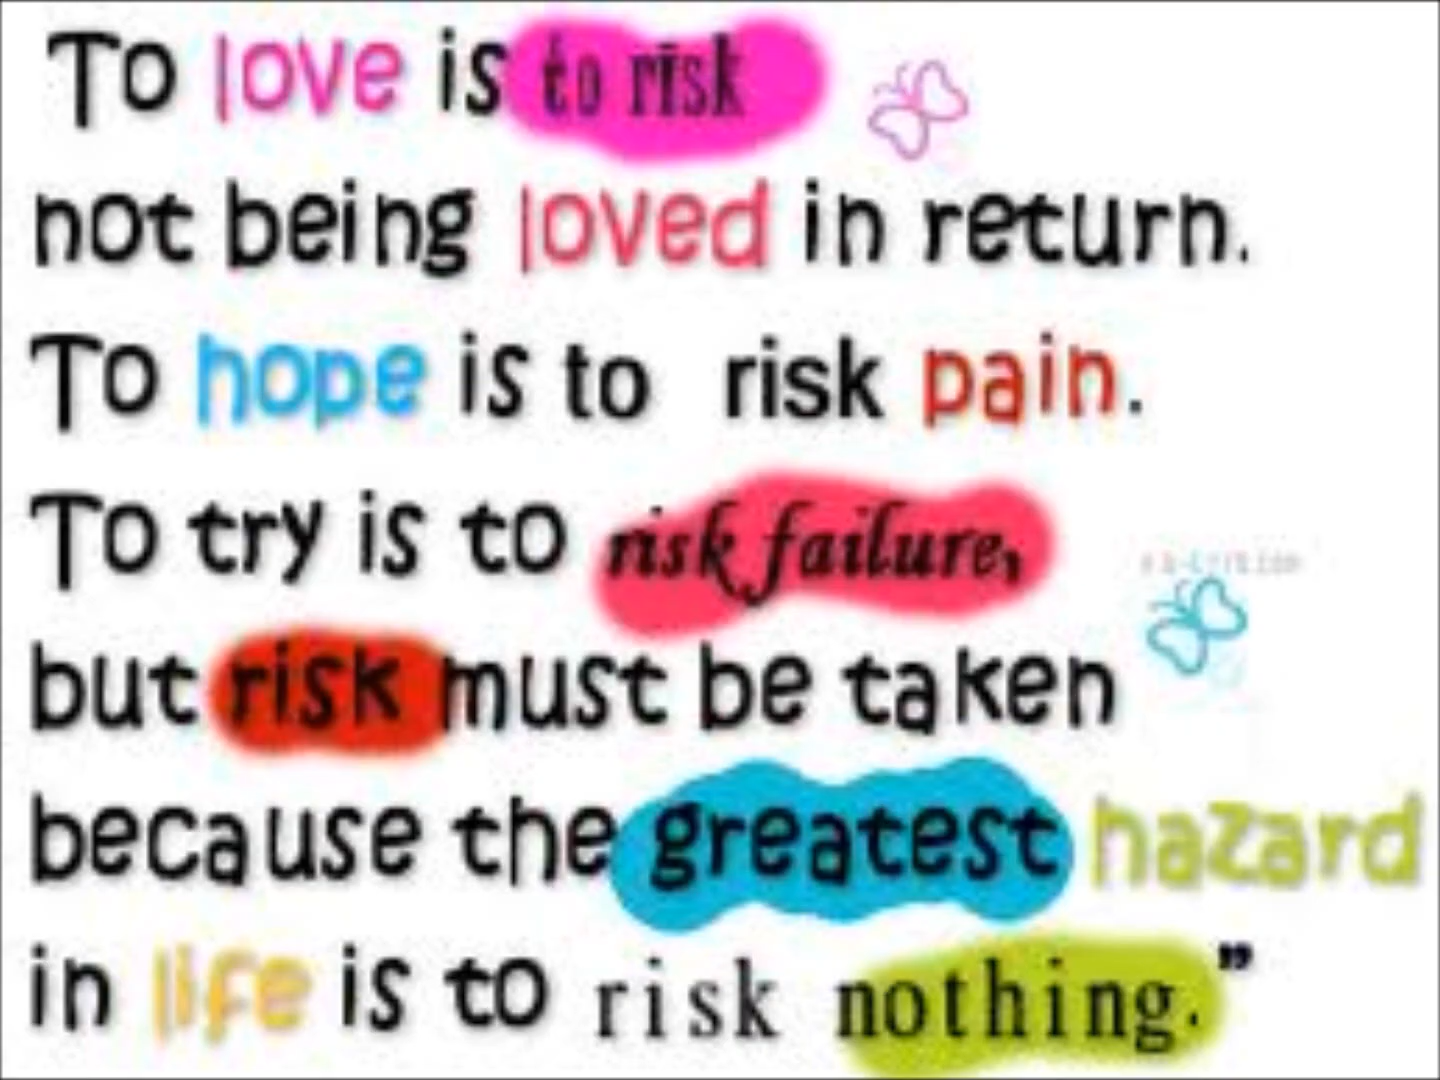 To love is to risk
not being loved in return.
To hope is to risk pain.
To try is to risk failure,
but risk must be taken
because the greatest hazard
in life is to risk nothing."